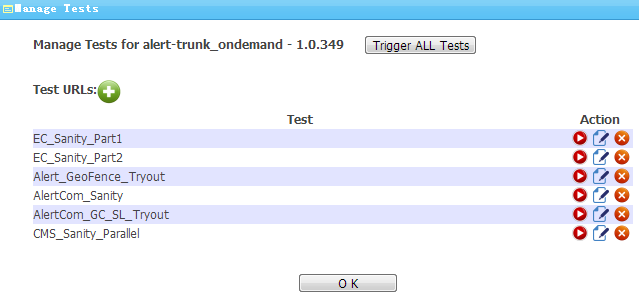 Manage Tests
Manage Tests for alert-trunk_ondemand - 1.0.349 Trigger ALL Tests
Test URLs:
Test Action
EC_Sanity_Part1
EC_Sanity_Part2
Alert_GeoFence_Tryout
AlertCom_Sanity
AlertCom_GC_SL_Tryout
CMS_Sanity_Parallel
O K